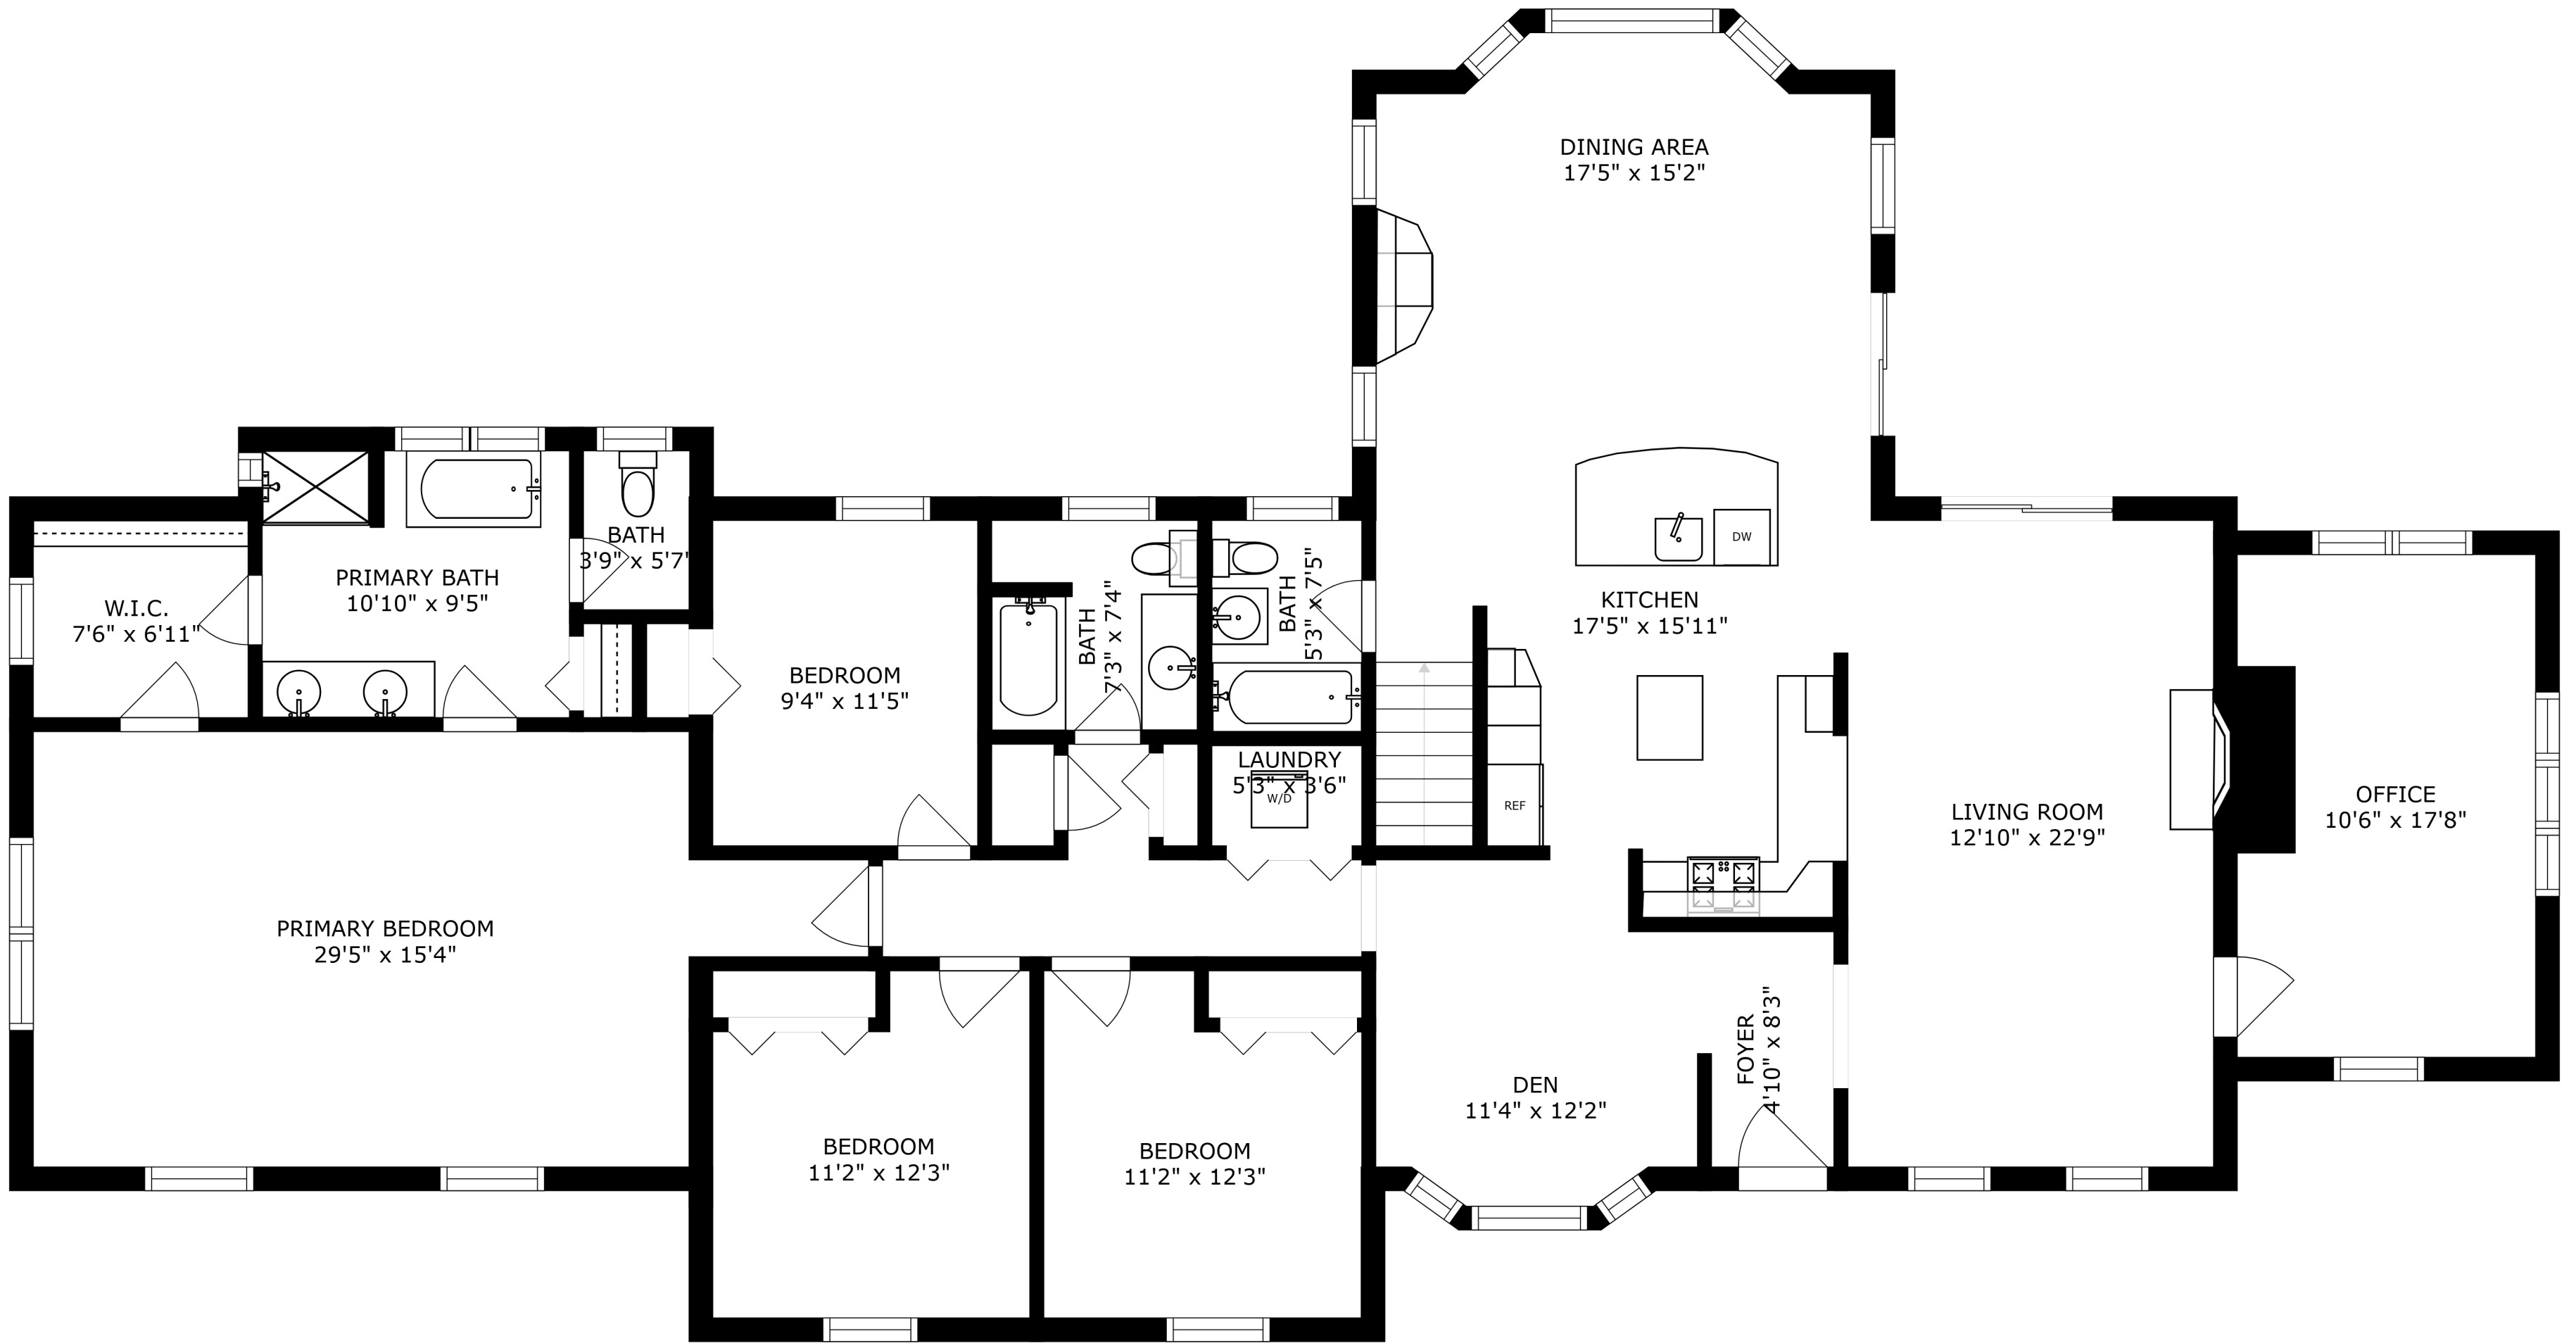 DINING AREA
17'5" x 15'2"
BATH
3'9" x 5'7"
PRIMARY BATH
10'10" x 9'5"
W.I.C.
7'6" x 6'11"
BEDROOM
9'4" x 11'5"
BATH
7'3" x 7'4"
BATH
5'3" x 7'5"
DW
KITCHEN
17'5" x 15'11"
LAUNDRY
5'3" x 3'6"
W/D
REF
LIVING ROOM
12'10" x 22'9"
OFFICE
10'6" x 17'8"
PRIMARY BEDROOM
29'5" x 15'4"
FOYER
4'10" x 8'3"
DEN
11'4" x 12'2"
BEDROOM
11'2" x 12'3"
BEDROOM
11'2" x 12'3"